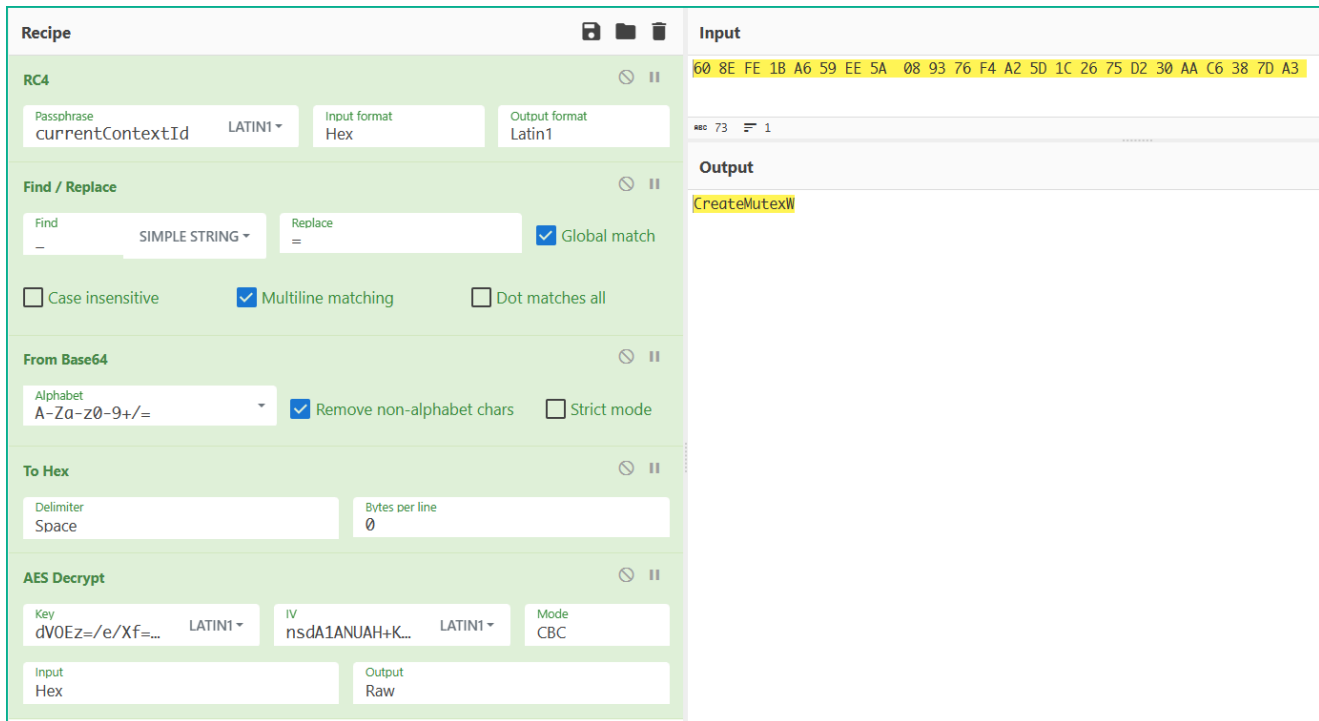 Recipe
RC4
Passphrase
currentContextId
LATIN1
Input format
Hex
Output format
Latin1
Find / Replace
Find
_
SIMPLE STRING
Replace
=
Global match
Case insensitive
Multiline matching
Dot matches all
From Base64
Alphabet
A-Za-z0-9+/=
Remove non-alphabet chars
Strict mode
To Hex
Delimiter
Space
Bytes per line
0
AES Decrypt
Key
dVOEz=/e/Xf=…
LATIN1
IV
nsdA1ANUAH+K…
LATIN1
Mode
CBC
Input
Hex
Output
Raw
Input
60 8E FE 1B A6 59 EE 5A  08 93 76 F4 A2 5D 1C 26 75 D2 30 AA C6 38 7D A3
ABC 73 1
Output
CreateMutexW